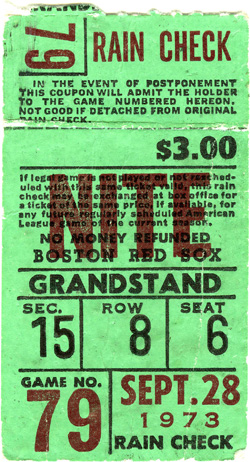 79
RAIN CHECK
IN THE EVENT OF POSTPONEMENT
THIS COUPON WILL ADMIT THE HOLDER
TO THE GAME NUMBERED HEREON.
NOT GOOD IF DETACHED FROM ORIGINAL
RAIN CHECK.
$3.00
NITE
If legal game is not played or not resched-
uled with this same ticket valid, this rain
check may be exchanged at box office for
a ticket of the same price, if available, for
any future regularly scheduled American
League game of the current season.
NO MONEY REFUNDED
BOSTON RED SOX
GRANDSTAND
SEC. ROW SEAT
15 8 6
GAME NO.
79
SEPT. 28
1973
RAIN CHECK